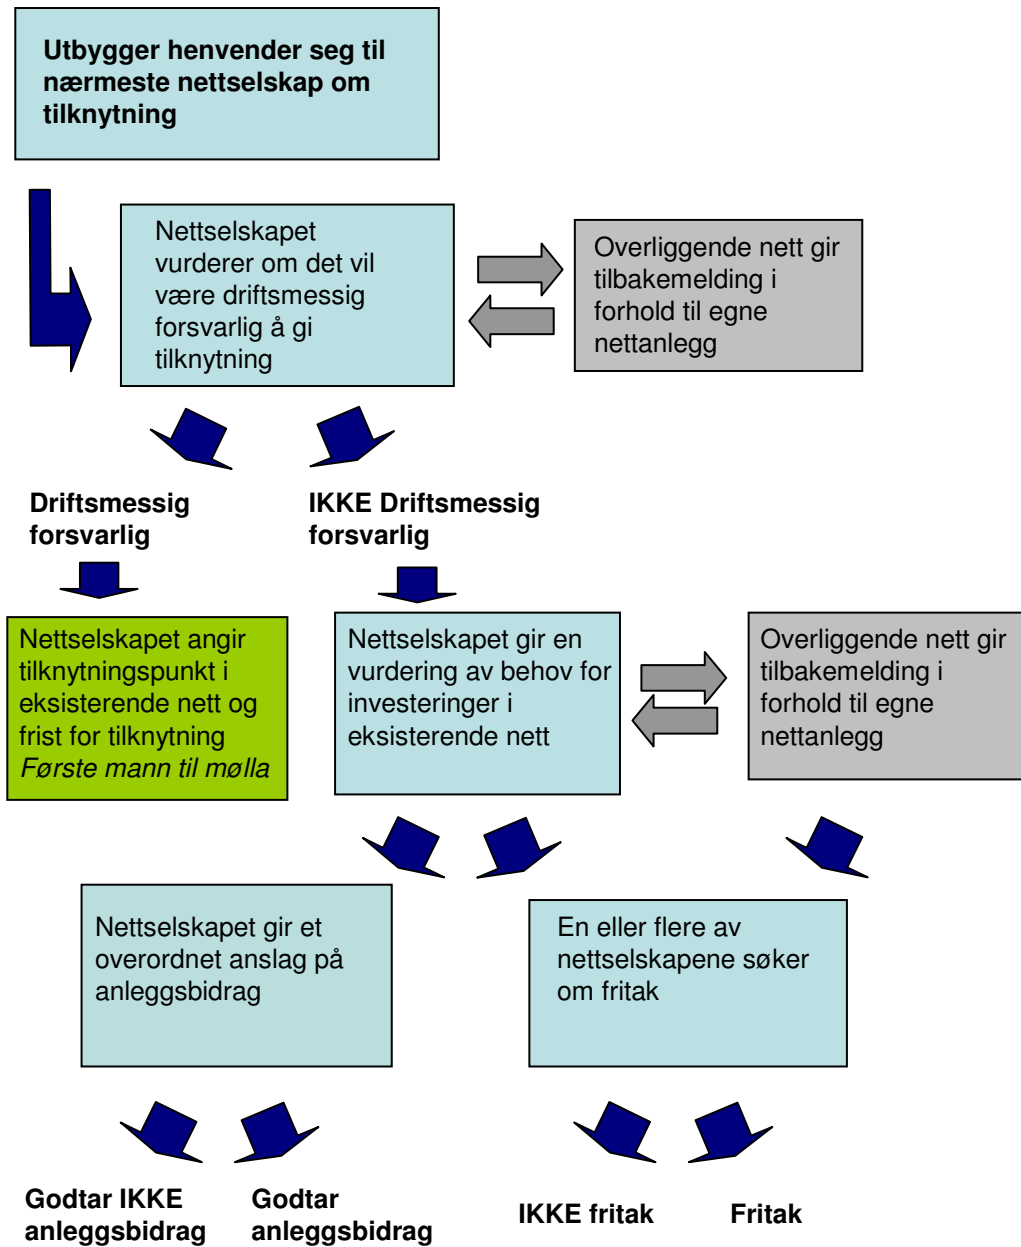 Utbygger henvender seg til
nærmeste nettselskap om
tilknytning
Nettselskapet
vurderer om det vil
være driftsmessig
forsvarlig å gi
tilknytning
Overliggende nett gir
tilbakemelding i
forhold til egne
nettanlegg
Driftsmessig
forsvarlig
IKKE Driftsmessig
forsvarlig
Nettselskapet angir
tilknytningspunkt i
eksisterende nett og
frist for tilknytning
Første mann til mølla
Nettselskapet gir en
vurdering av behov for
investeringer i
eksisterende nett
Overliggende nett gir
tilbakemelding i
forhold til egne
nettanlegg
Nettselskapet gir et
overordnet anslag på
anleggsbidrag
En eller flere av
nettselskapene søker
om fritak
Godtar IKKE
anleggsbidrag
Godtar
anleggsbidrag
IKKE fritak
Fritak